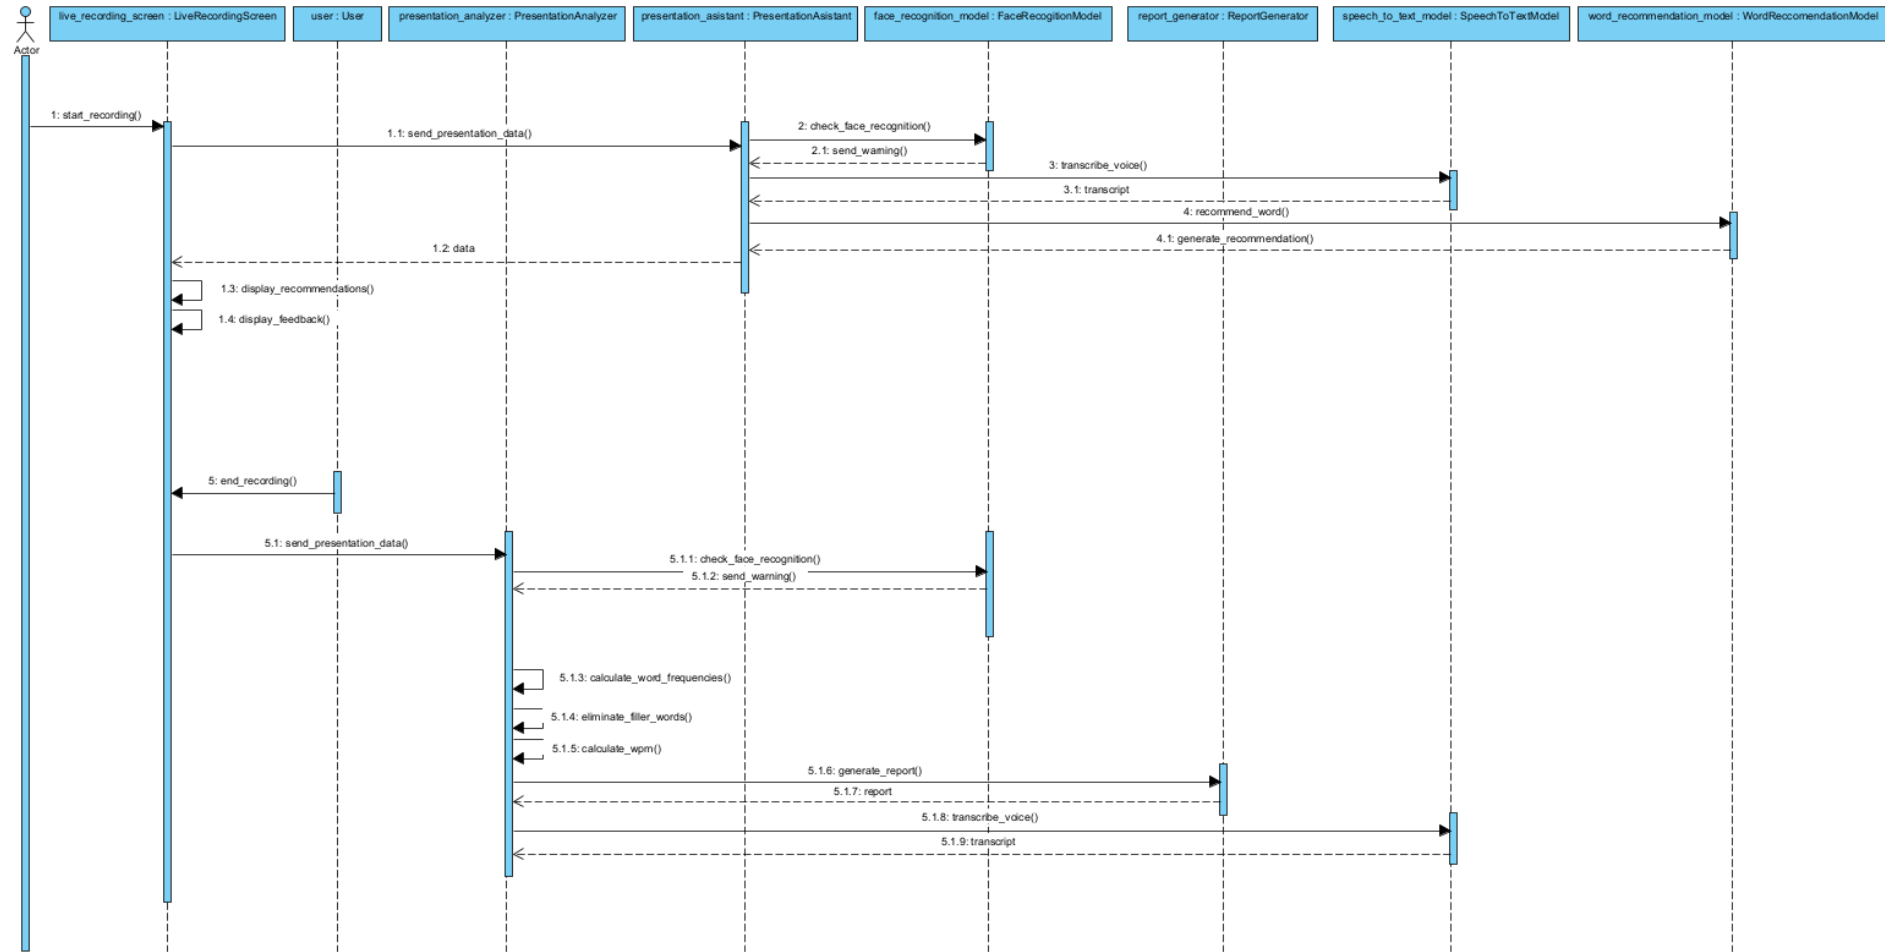 live_recording_screen : LiveRecordingScreen
user : User
presentation_analyzer : PresentationAnalyzer
presentation_asistant : PresentationAsistant
face_recognition_model : FaceRecogitionModel
report_generator : ReportGenerator
speech_to_text_model : SpeechToTextModel
word_recommendation_model : WordReccomendationModel
Actor
1: start_recording()
1.1: send_presentation_data()
2: check_face_recognition()
2.1: send_warning()
3: transcribe_voice()
3.1: transcript
4: recommend_word()
4.1: generate_recommendation()
1.2: data
1.3: display_recommendations()
1.4: display_feedback()
5: end_recording()
5.1: send_presentation_data()
5.1.1: check_face_recognition()
5.1.2: send_warning()
5.1.3: calculate_word_frequencies()
5.1.4: eliminate_filler_words()
5.1.5: calculate_wpm()
5.1.6: generate_report()
5.1.7: report
5.1.8: transcribe_voice()
5.1.9: transcript